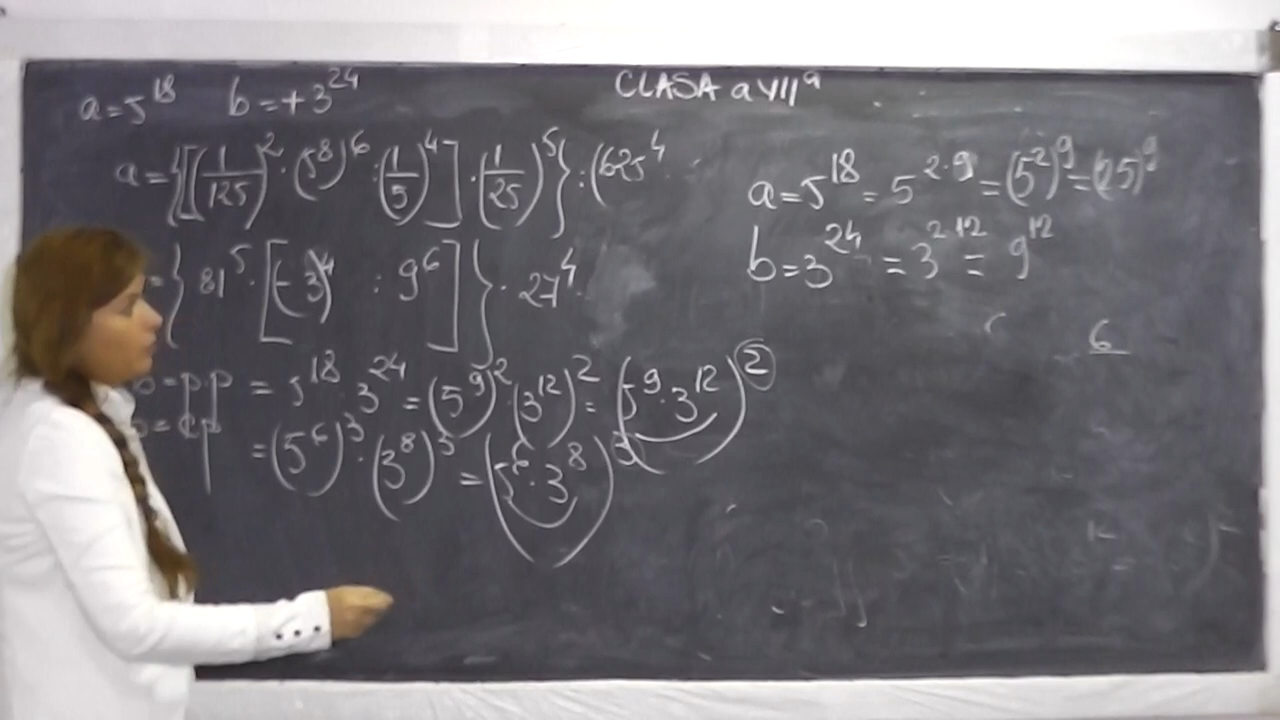 CLASA a VII a
a=5^18 b=+3^24
a={[(1/125)^2·(5^8)^6:(1/5)^4]·(1/25)^5}:(625^4
={81^5·[(-3)^4:9^6]}·27^4
=p.p = 5^18·3^24=(5^9)^2·(3^12)^2=(5^9·3^12)^2
=cp =(5^6)^3·(3^8)^3=(5^6·3^8)^3
a=5^18=5^2·9=(5^2)^9=(25)^9
b=3^24=3^2·12=9^12
6